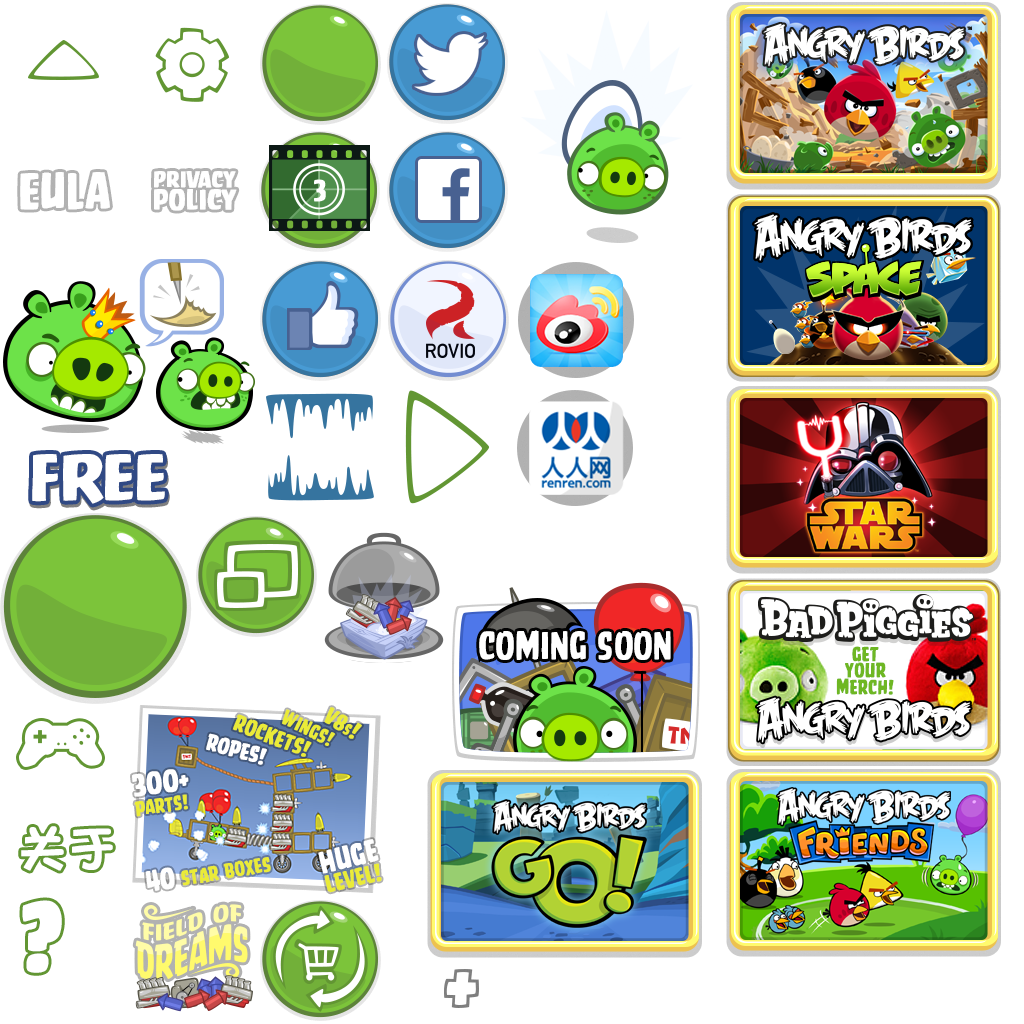 ANGRY BIRDS
EULA
PRIVACY
POLICY
3
ANGRY BIRDS
SPACE
ROVIO
人人网
renren.com
FREE
STAR
WARS
COMING SOON
TN
BAD PIGGIES
GET
YOUR
MERCH!
ANGRY BIRDS
V8s!
WINGS!
ROCKETS!
ROPES!
TNT
300+
PARTS!
40 STAR BOXES
HUGE
LEVEL!
关于
?
ANGRY BIRDS
GO!
ANGRY BIRDS
FRIENDS
FIELD OF
DREAMS